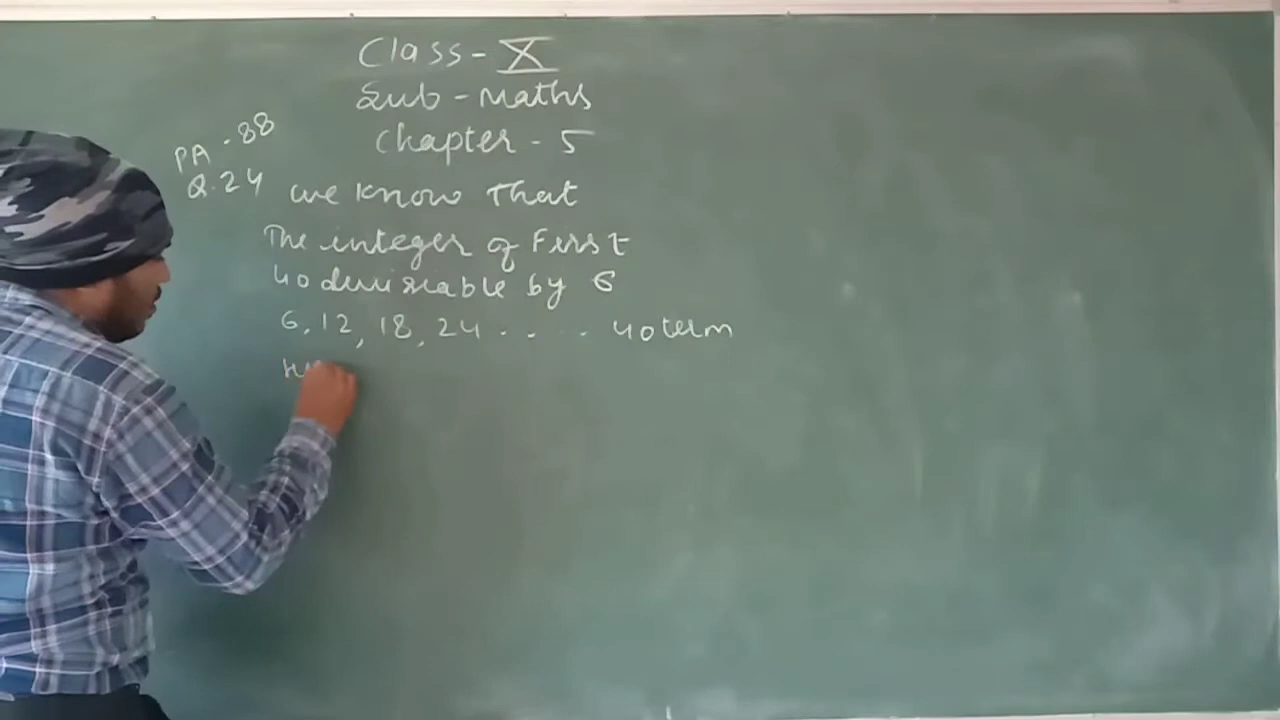 Class - X
Sub - Maths
Chapter - 5
PA - 88
Q.24 we know that
The integer of First
40 by 6
6, 12, 18, 24 . . . . 40 term